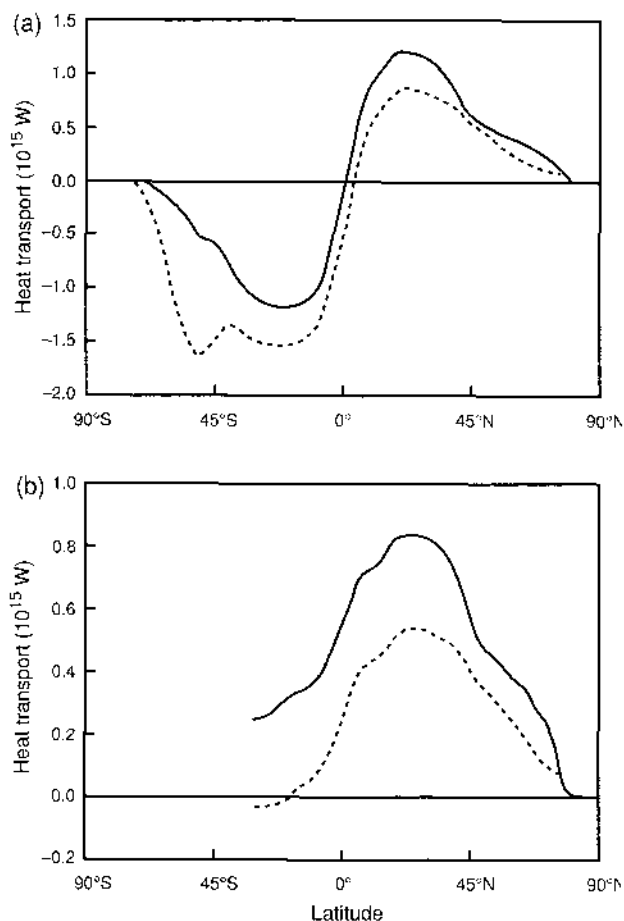 (a)
Heat transport (10¹⁵ W)
1.5
1.0
0.5
0.0
−0.5
−1.0
−1.5
−2.0
90°S 45°S 0° 45°N 90°N
(b)
Heat transport (10¹⁵ W)
1.0
0.8
0.6
0.4
0.2
0.0
−0.2
90°S 45°S 0° 45°N 90°N
Latitude